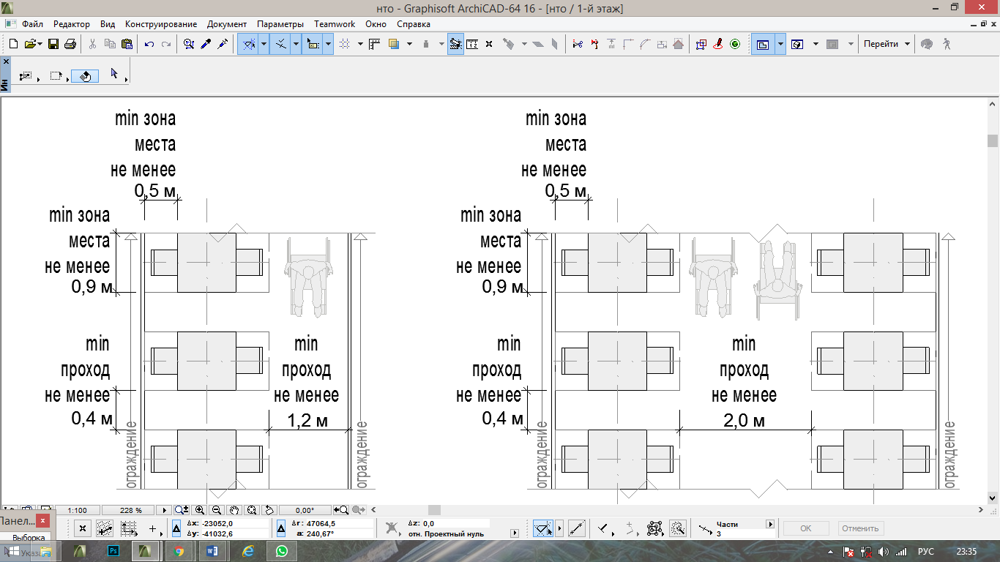 нто - Graphisoft ArchiCAD-64 16 - [нто / 1-й этаж]
Файл Редактор Вид Конструирование Документ Параметры Teamwork Окно Справка
Перейти
Ин
min зона
места
не менее
0,5 м
min зона
места
не менее
0,9 м
min
проход
не менее
0,4 м
ограждение
min
проход
не менее
1,2 м
ограждение
min зона
места
не менее
0,5 м
min зона
места
не менее
0,9 м
min
проход
не менее
0,4 м
ограждение
min
проход
не менее
2,0 м
ограждение
1:100 228 % 0,00°
Панел...
Выборка
Δx: -23052,0
Δy: -41032,6
Δr: 47064,5
a: 240,67°
Δz: 0,0
отн. Проектный нуль
Части
3
OK Отменить
Указа
Ps
РУС 23:35